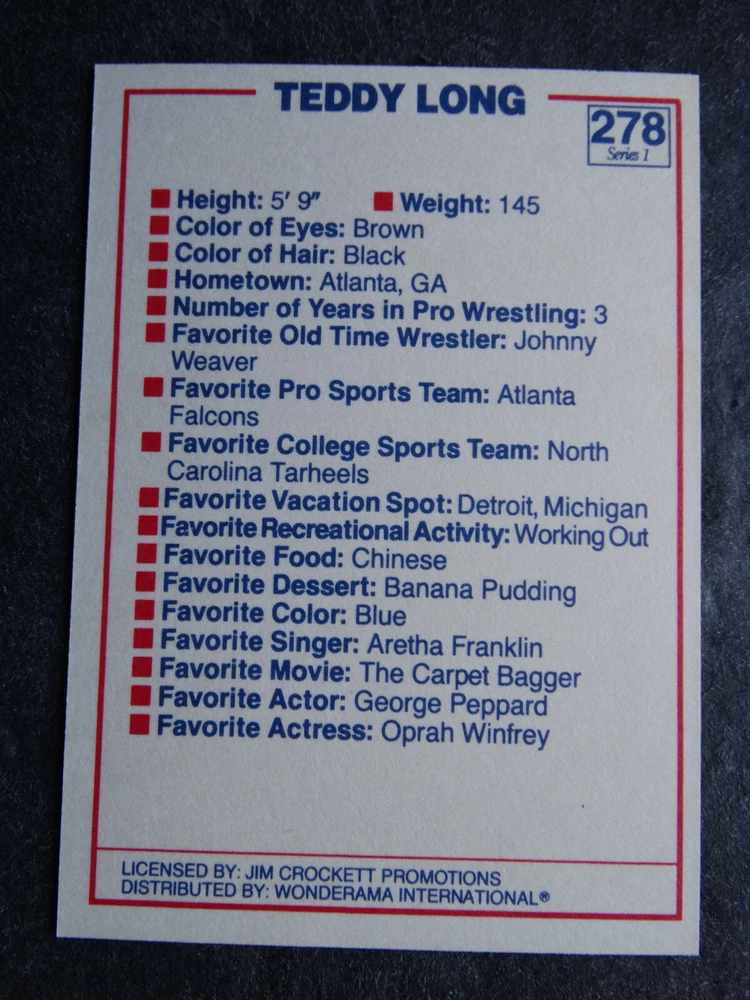 TEDDY LONG
278
Series 1
Height: 5' 9" Weight: 145
Color of Eyes: Brown
Color of Hair: Black
Hometown: Atlanta, GA
Number of Years in Pro Wrestling: 3
Favorite Old Time Wrestler: Johnny
Weaver
Favorite Pro Sports Team: Atlanta
Falcons
Favorite College Sports Team: North
Carolina Tarheels
Favorite Vacation Spot: Detroit, Michigan
Favorite Recreational Activity: Working Out
Favorite Food: Chinese
Favorite Dessert: Banana Pudding
Favorite Color: Blue
Favorite Singer: Aretha Franklin
Favorite Movie: The Carpet Bagger
Favorite Actor: George Peppard
Favorite Actress: Oprah Winfrey
LICENSED BY: JIM CROCKETT PROMOTIONS
DISTRIBUTED BY: WONDERAMA INTERNATIONAL®